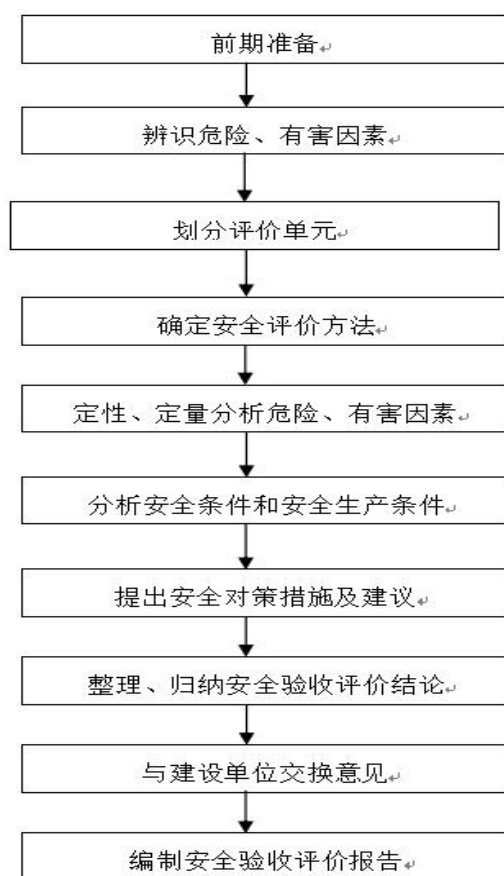 前期准备
辨识危险、有害因素
划分评价单元
确定安全评价方法
定性、定量分析危险、有害因素
分析安全条件和安全生产条件
提出安全对策措施及建议
整理、归纳安全验收评价结论
与建设单位交换意见
编制安全验收评价报告